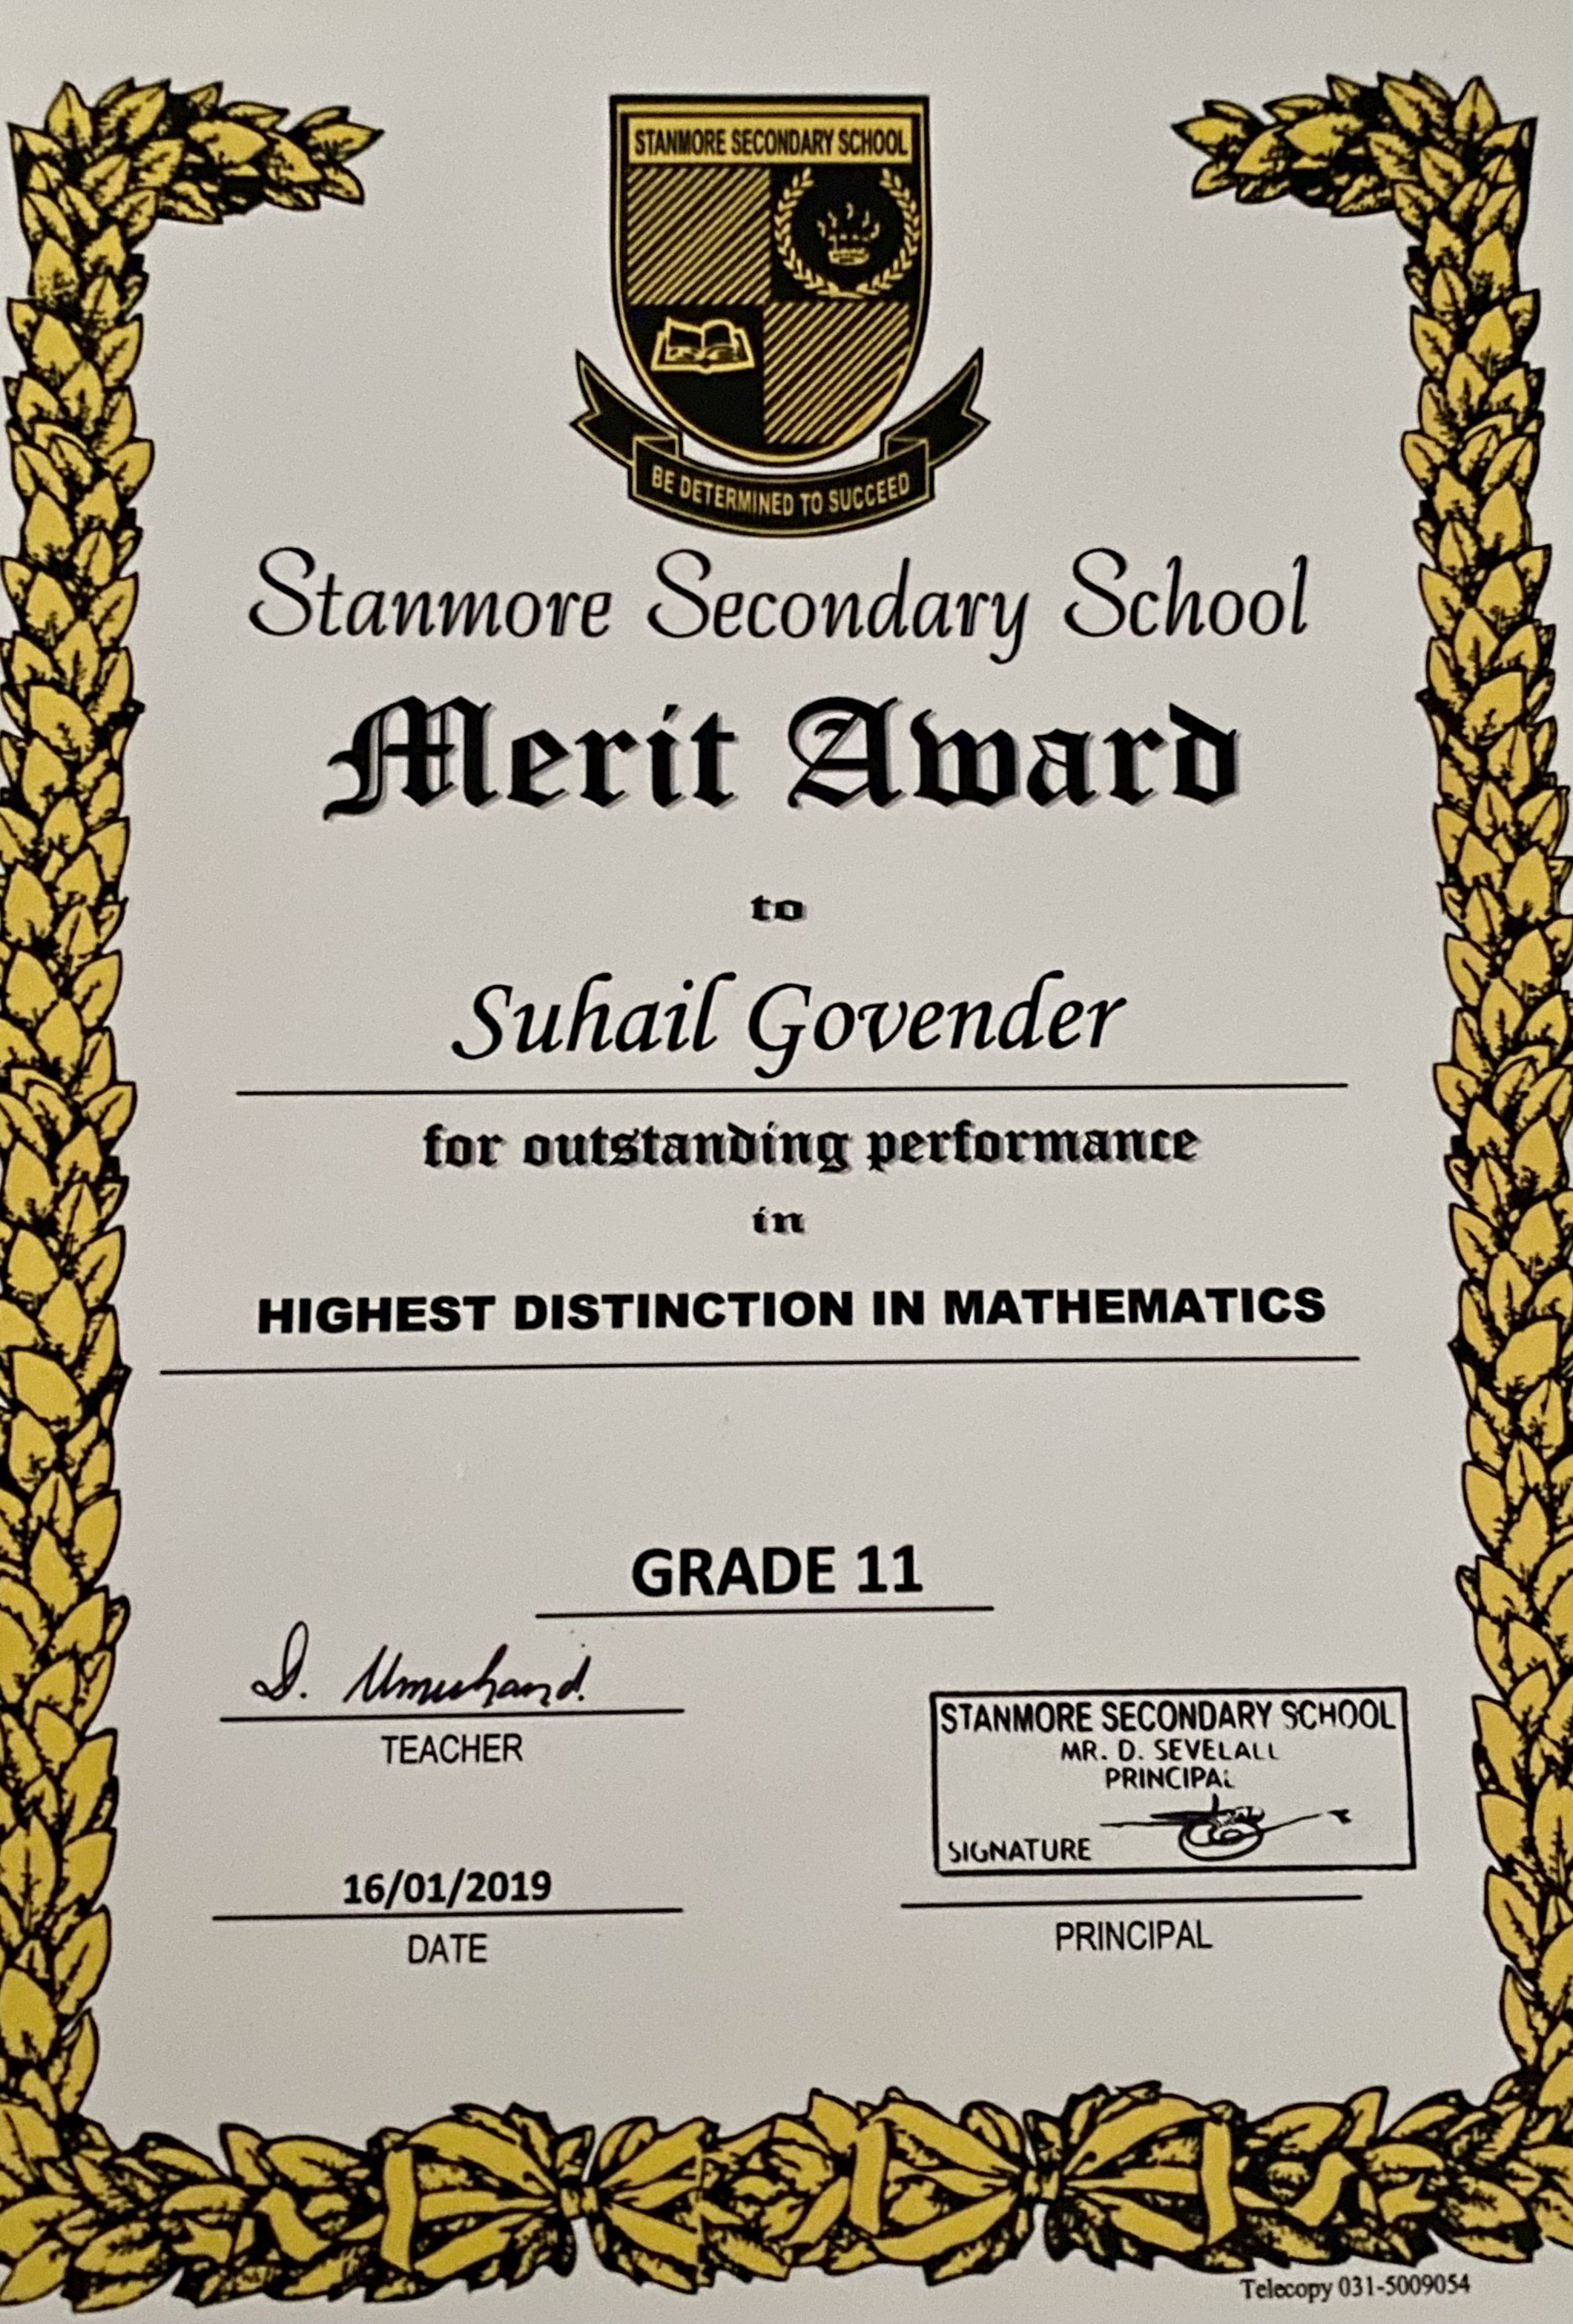 STANMORE SECONDARY SCHOOL
BE DETERMINED TO SUCCEED
Stanmore Secondary School
Merit Award
to
Suhail Govender
for outstanding performance
in
HIGHEST DISTINCTION IN MATHEMATICS
GRADE 11
D.
TEACHER
STANMORE SECONDARY SCHOOL
MR. D. SEVELALL
PRINCIPAL
SIGNATURE
16/01/2019
DATE
PRINCIPAL
Telecopy 031-5009054